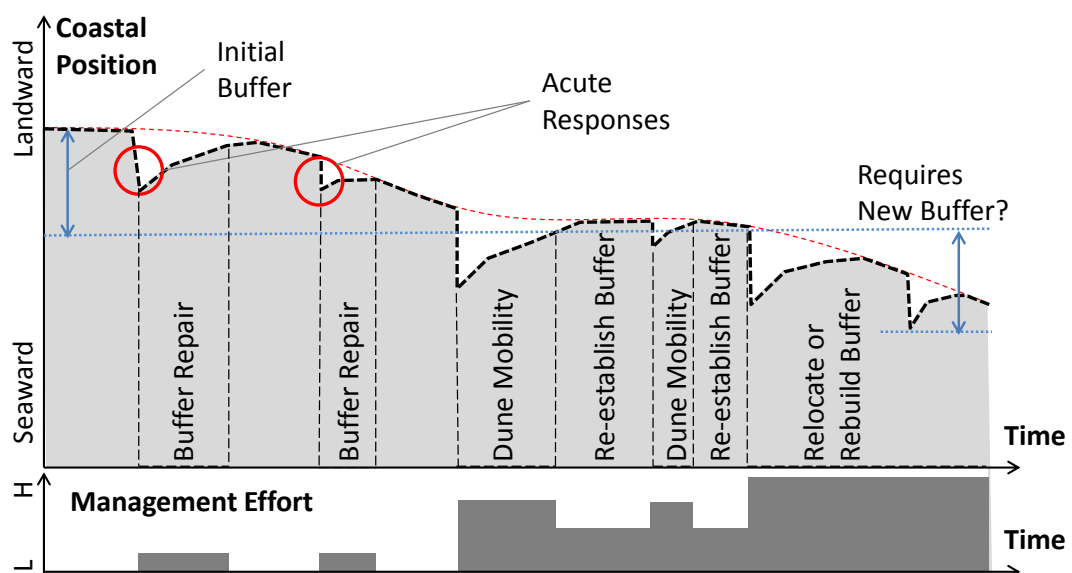 Coastal
Position
Initial
Buffer
Acute
Responses
Requires
New Buffer?
Landward
Seaward
Buffer Repair
Buffer Repair
Dune Mobility
Re-establish Buffer
Dune Mobility
Re-establish Buffer
Relocate or
Rebuild Buffer
Time
H
L
Management Effort
Time